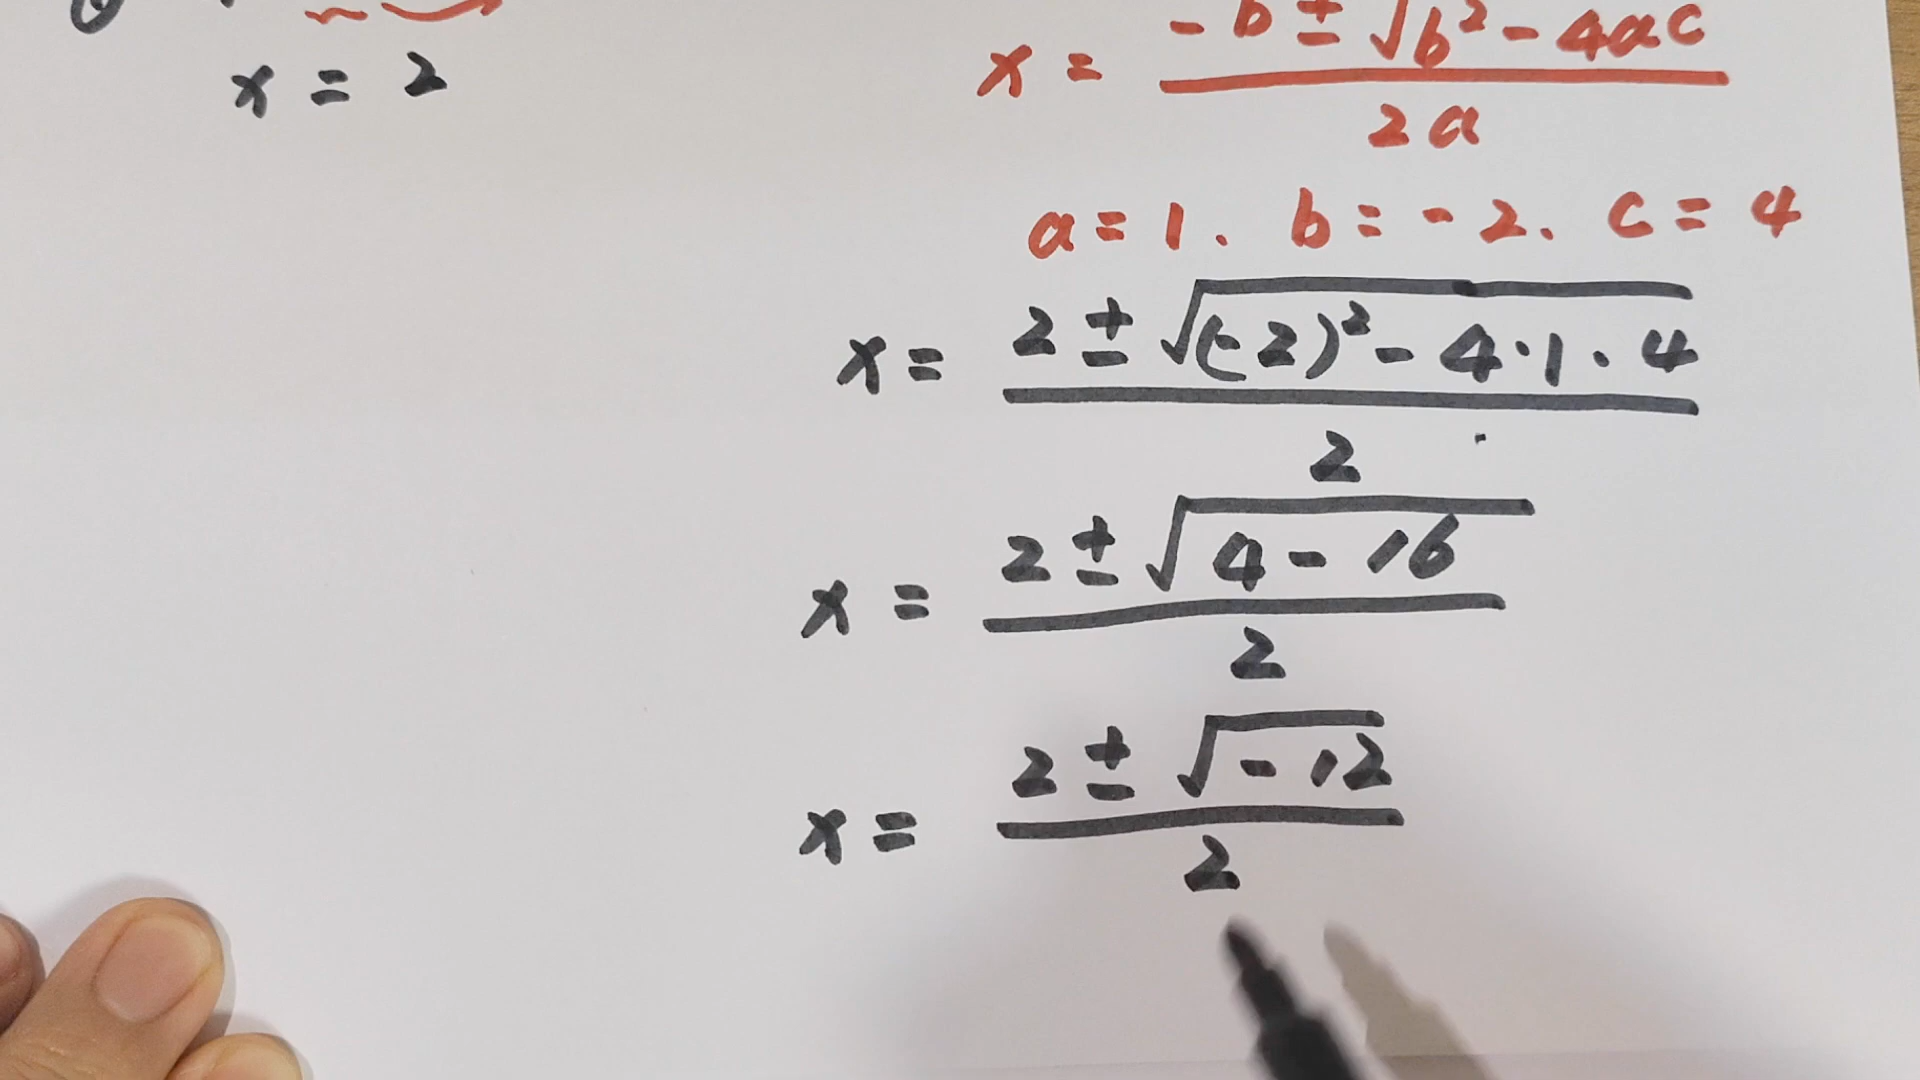 x = 2
x = (-b ± √b² - 4ac) / 2a
a = 1. b = -2. c = 4
x = (2 ± √(-2)² - 4·1·4) / 2
x = (2 ± √4 - 16) / 2
x = (2 ± √-12) / 2